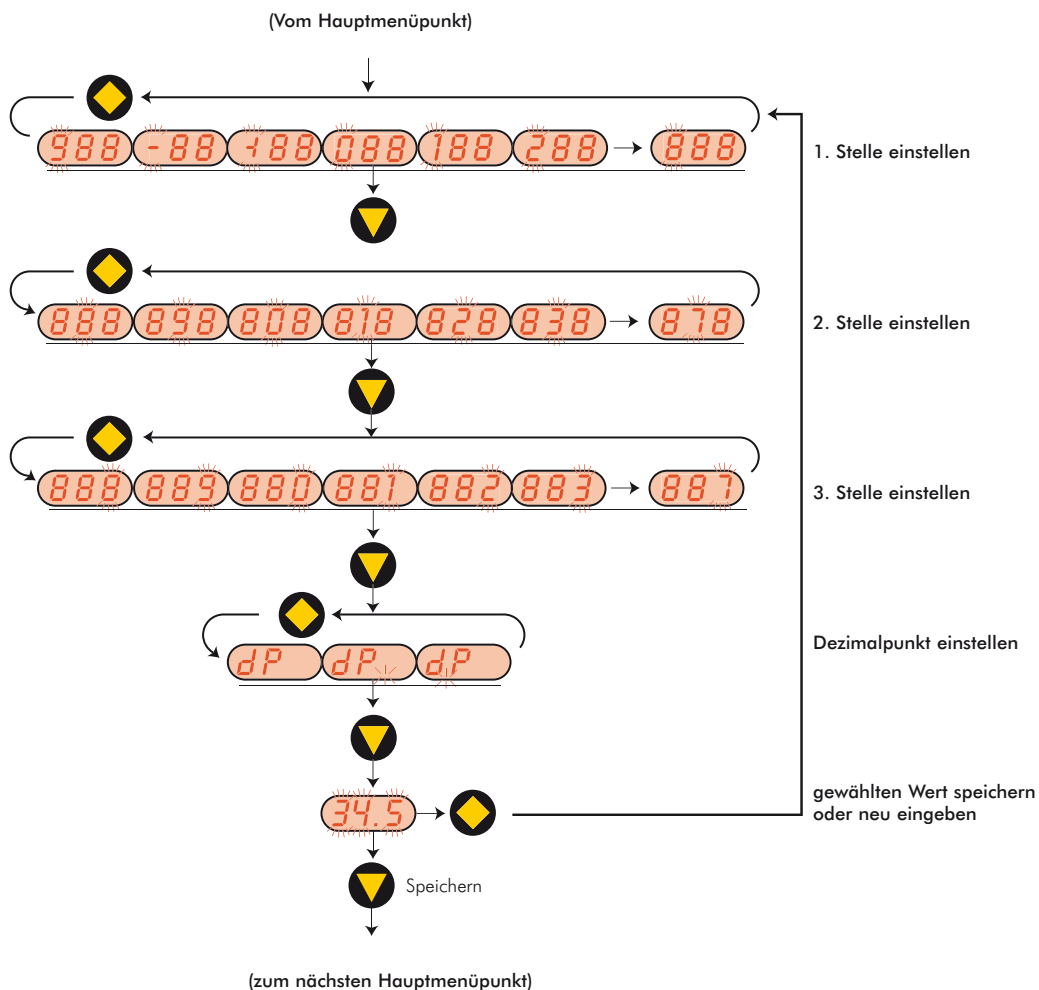 (Vom Hauptmenüpunkt)
988 -88 -188 088 188 288 888
1. Stelle einstellen
888 898 808 818 828 838 878
2. Stelle einstellen
888 889 880 881 882 883 887
3. Stelle einstellen
dP dP. d.P
Dezimalpunkt einstellen
34.5
gewählten Wert speichern
oder neu eingeben
Speichern
(zum nächsten Hauptmenüpunkt)